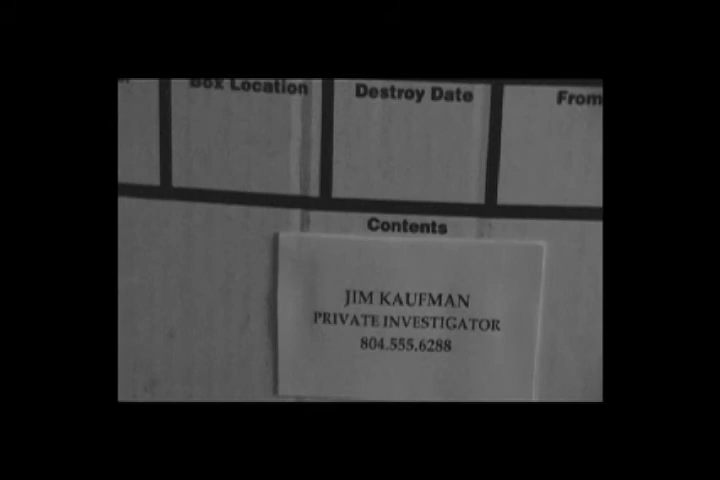 Box Location
Destroy Date
From
Contents
JIM KAUFMAN
PRIVATE INVESTIGATOR
804.555.6288